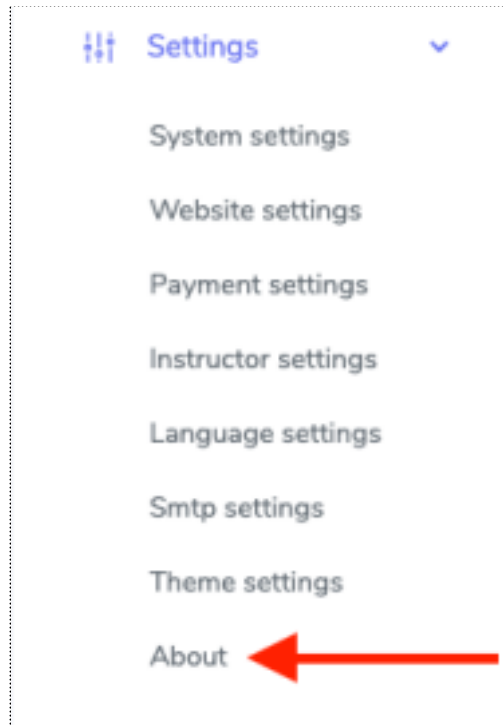 Settings
System settings
Website settings
Payment settings
Instructor settings
Language settings
Smtp settings
Theme settings
About